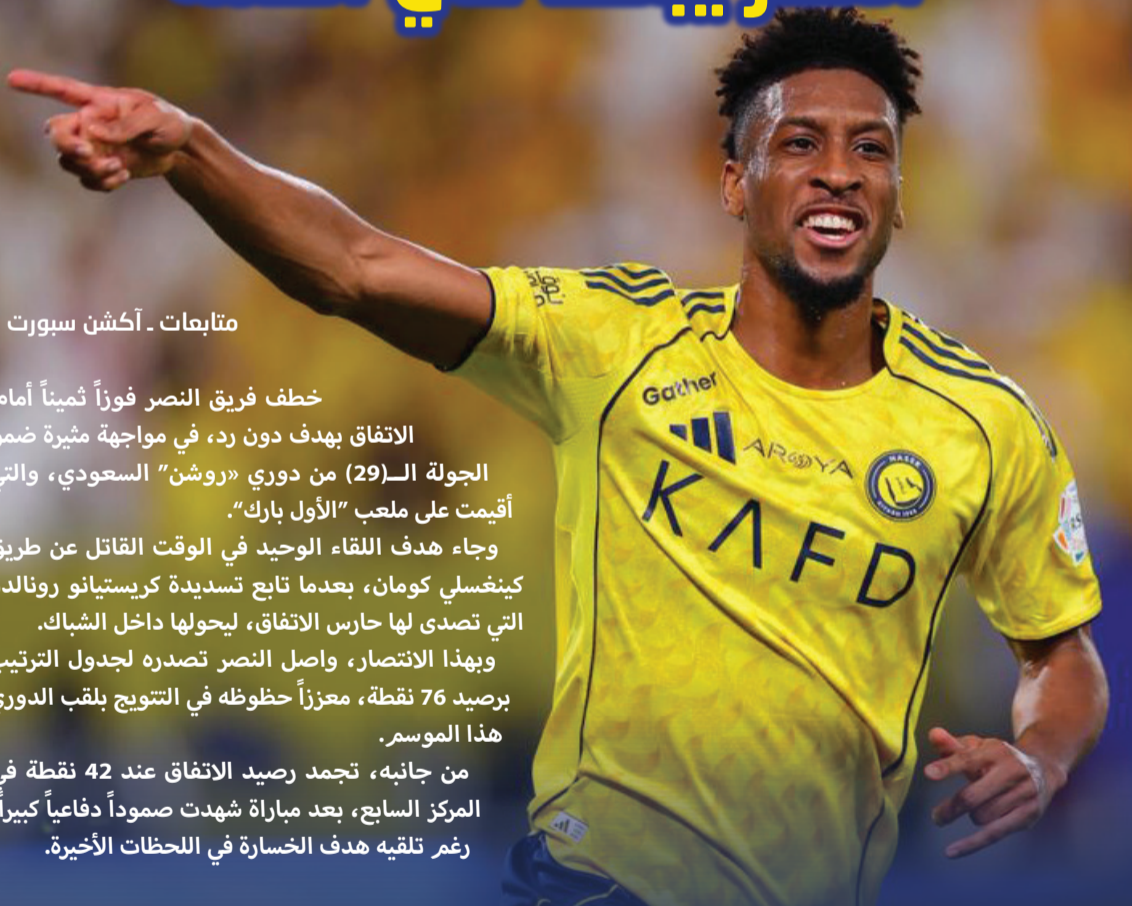 متابعات ـ آكشن سبورت
خطف فريق النصر فوزاً ثميناً أمام
الاتفاق بهدف دون رد، في مواجهة مثيرة ضمن
الجولة الــ(29) من دوري «روشن" السعودي، والتي
أقيمت على ملعب "الأول بارك".
وجاء هدف اللقاء الوحيد في الوقت القاتل عن طريق
كينغسلي كومان، بعدما تابع تسديدة كريستيانو رونالدو
التي تصدى لها حارس الاتفاق، ليحولها داخل الشباك.
وبهذا الانتصار، واصل النصر تصدره لجدول الترتيب
برصيد 76 نقطة، معززاً حظوظه في التتويج بلقب الدوري
هذا الموسم.
من جانبه، تجمد رصيد الاتفاق عند 42 نقطة في
المركز السابع، بعد مباراة شهدت صموداً دفاعياً كبيراً
رغم تلقيه هدف الخسارة في اللحظات الأخيرة.
Gather
AROYA
KAFD
NASSR